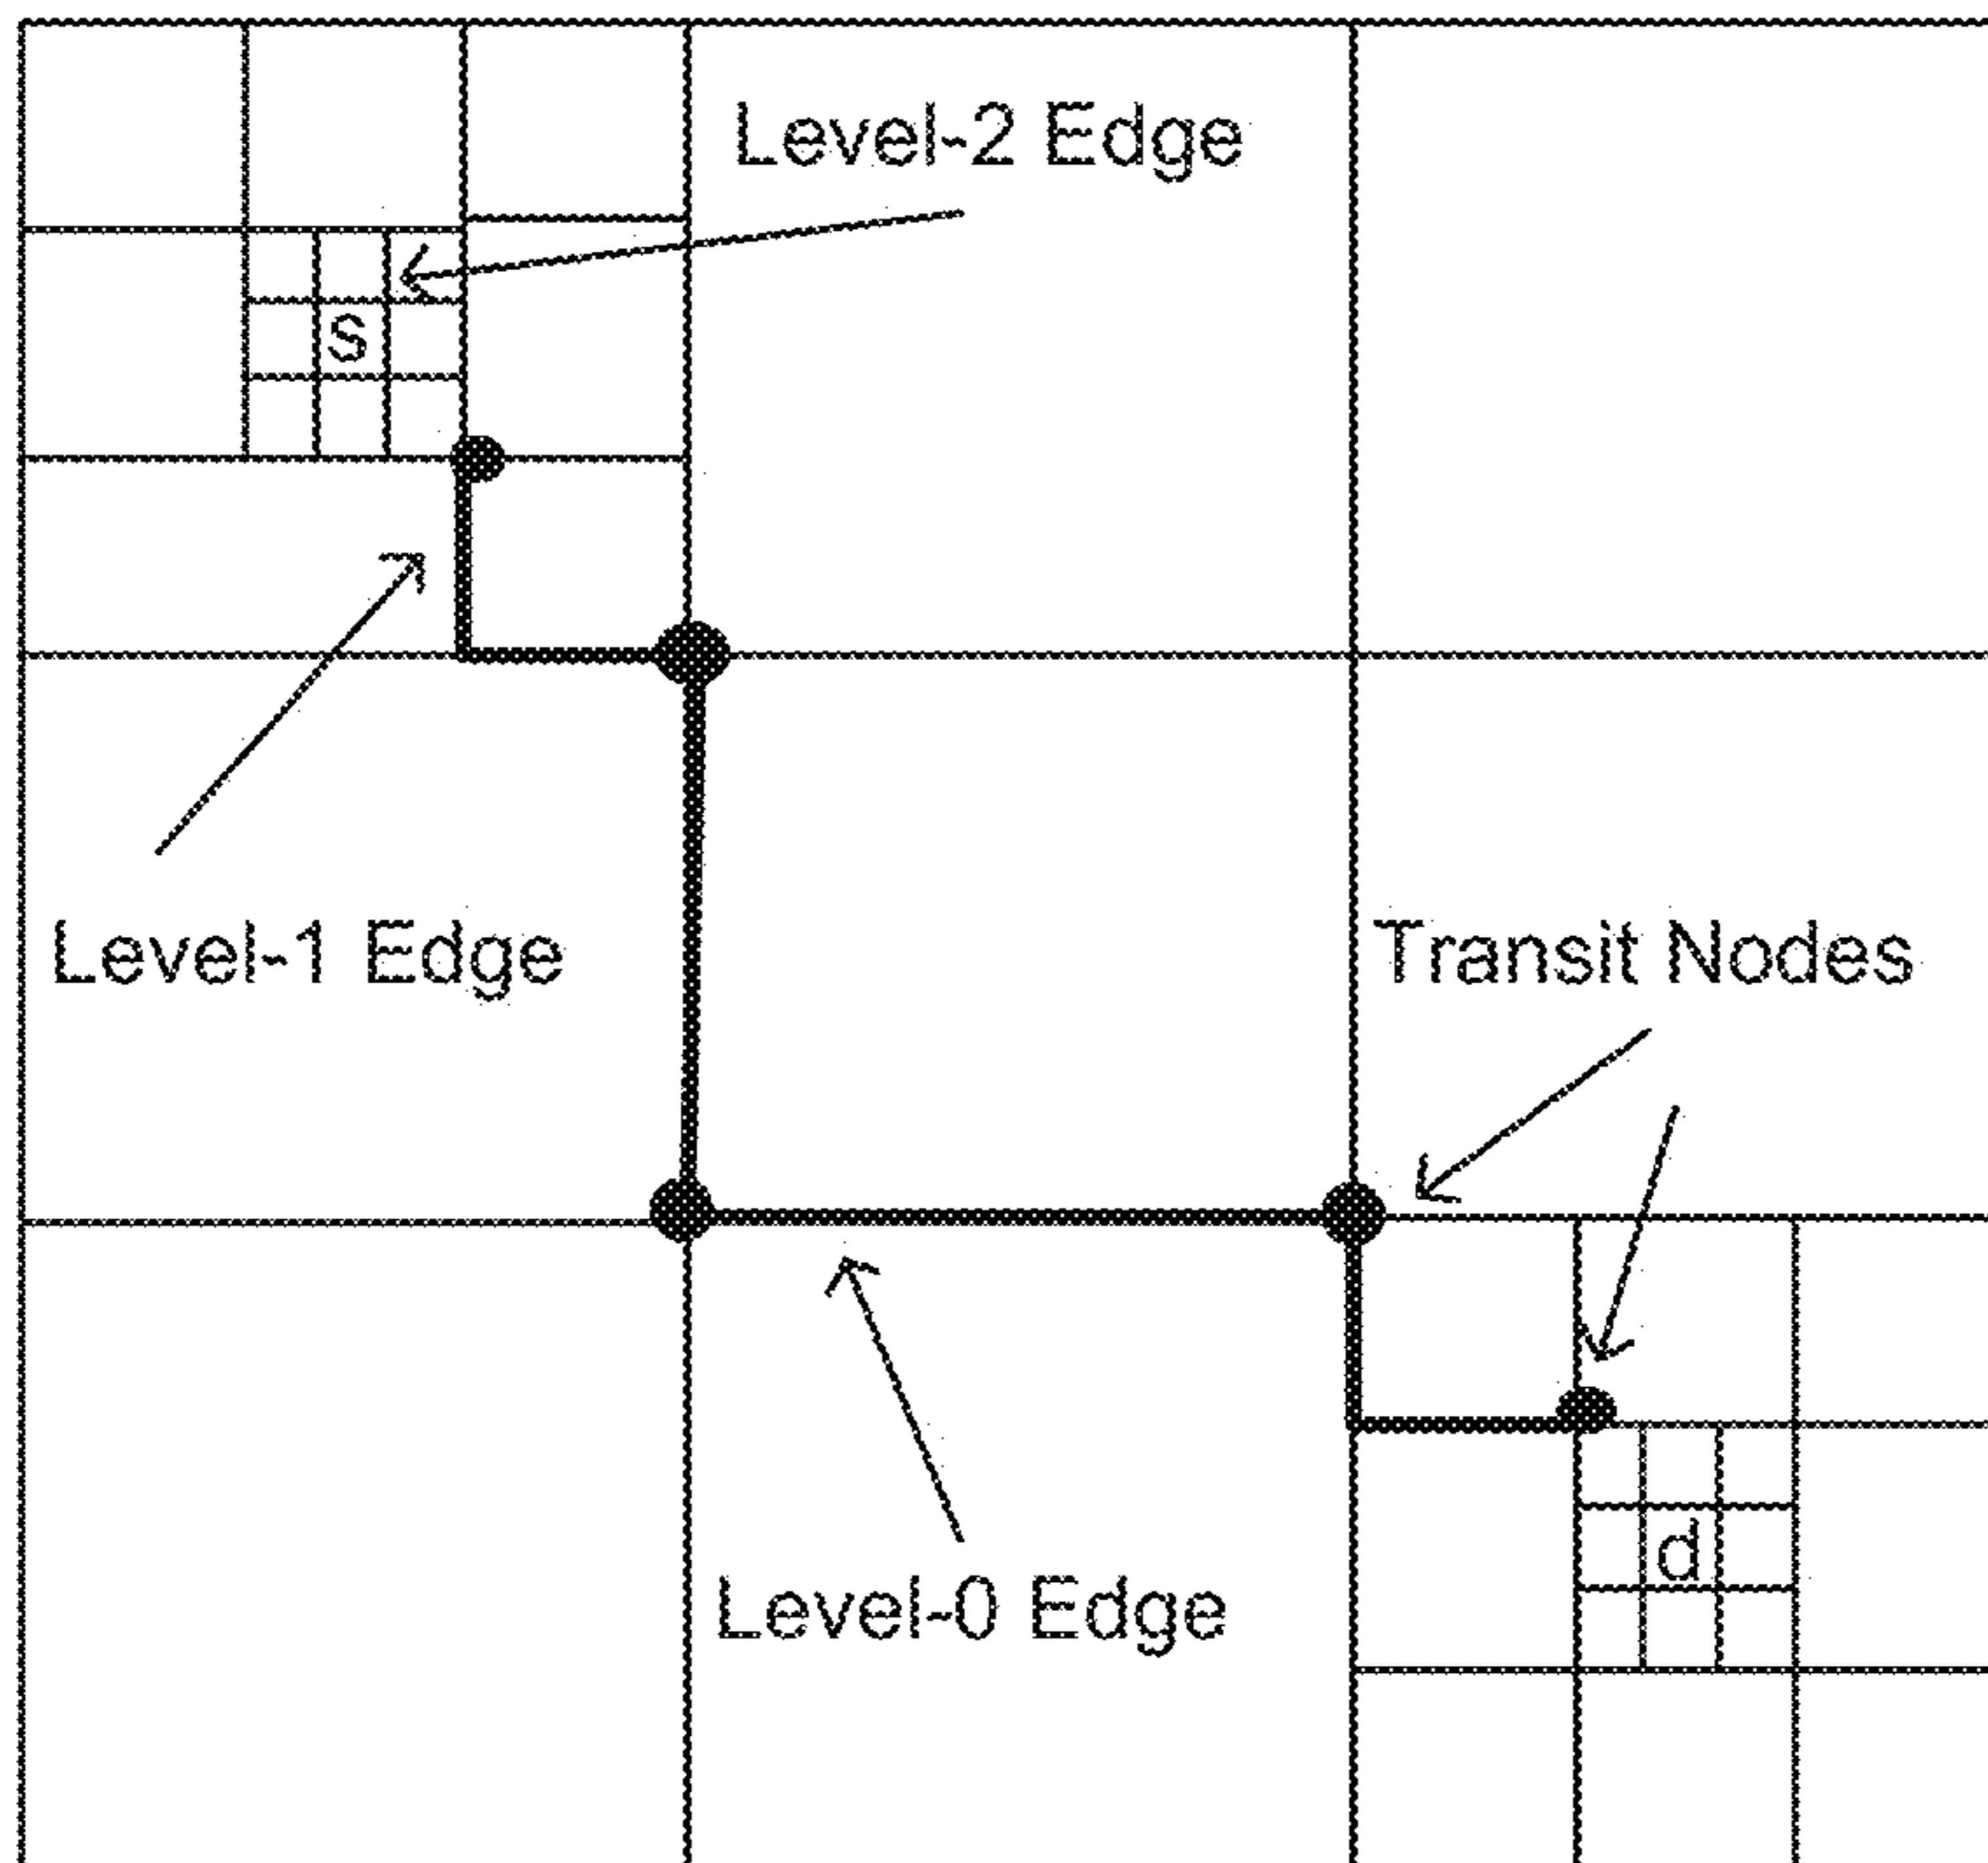 Level-2 Edge
s
Level-1 Edge
Transit Nodes
d
Level-0 Edge